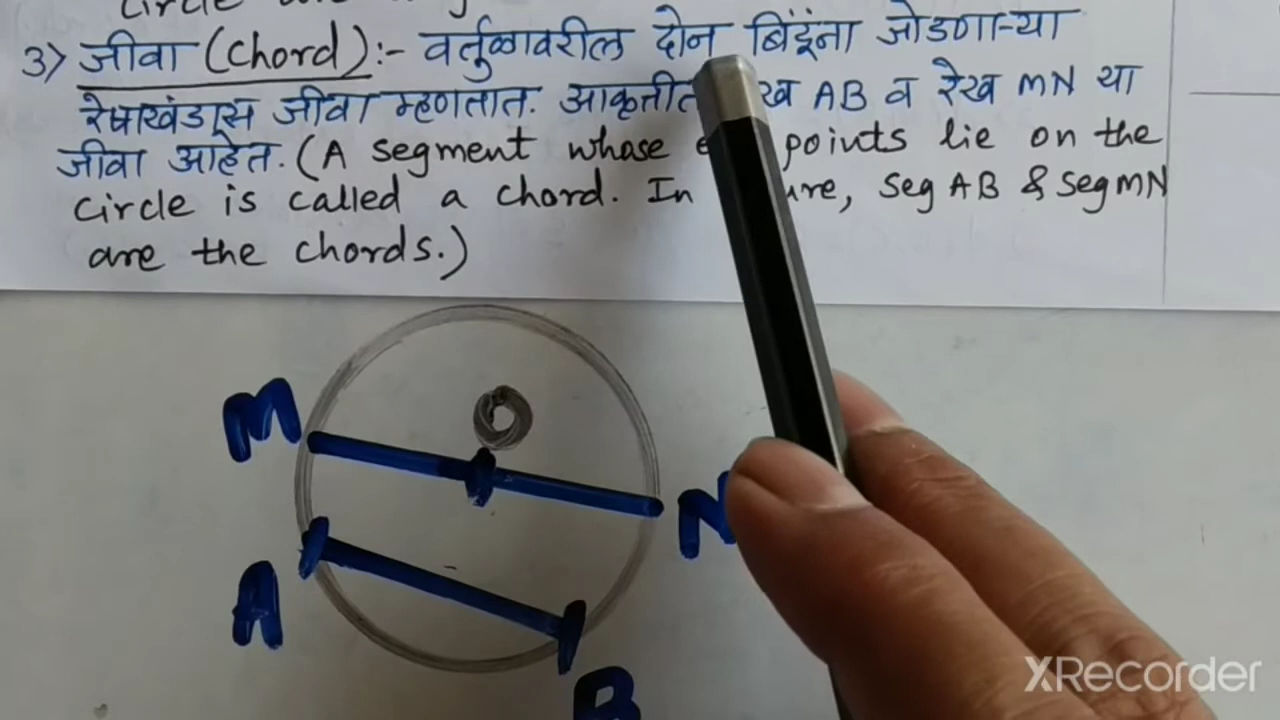 circle
3) जीवा (Chord) :- वर्तुळावरील दोन बिंदूंना जोडणाऱ्या
रेषाखंडास जीवा म्हणतात. आकृतीत AB व रेख MN या
जीवा आहेत. (A segment whose points lie on the
circle is called a chord. In Seg AB & Seg MN
are the chords.)
O
M
N
A
B
XRecorder